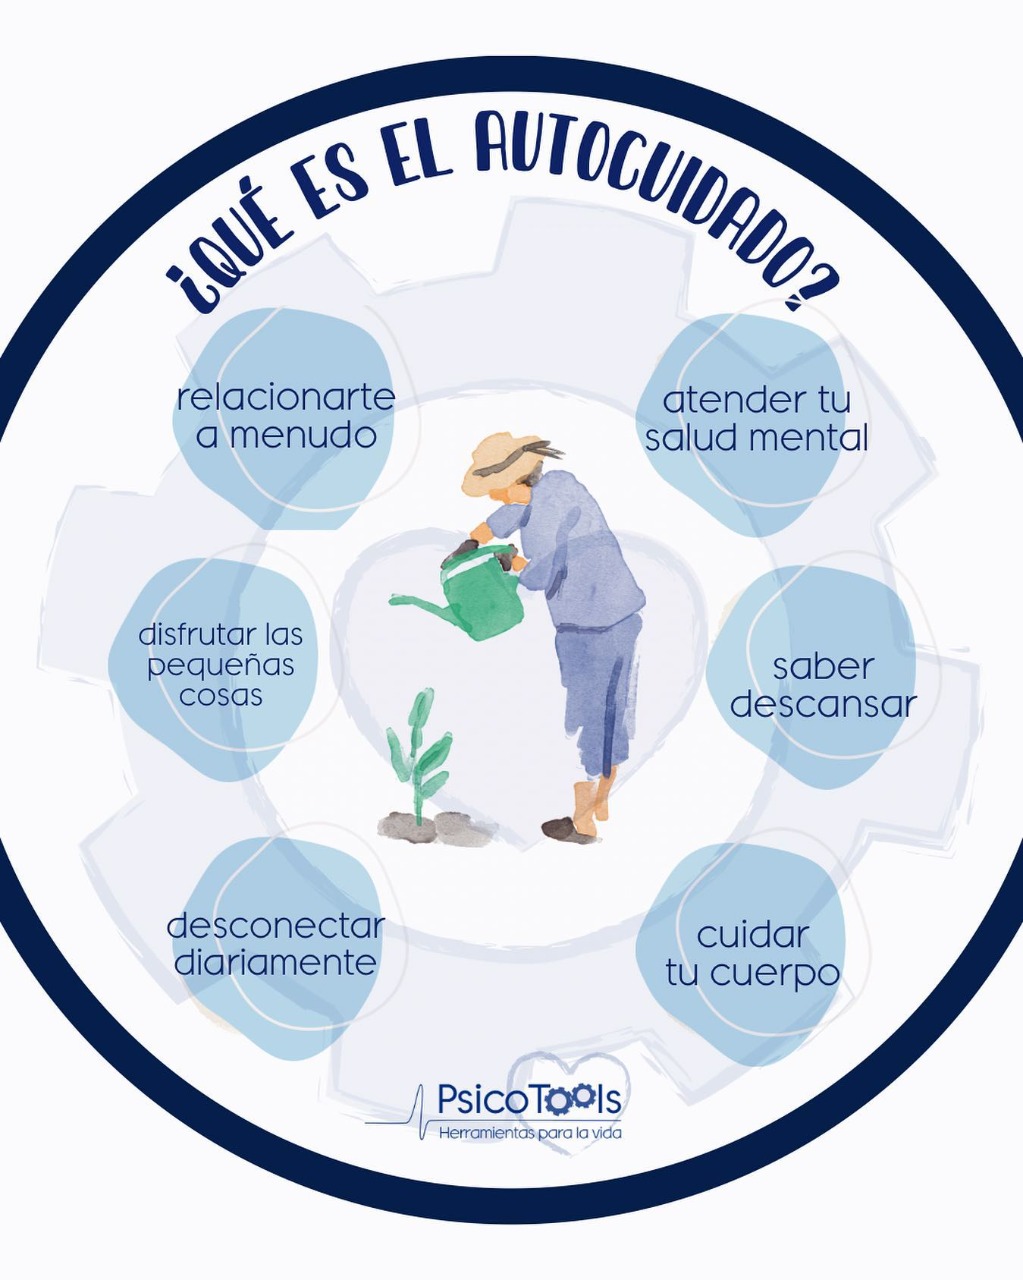 ¿QUÉ ES EL AUTOCUIDADO?
relacionarte
a menudo
atender tu
salud mental
disfrutar las
pequeñas
cosas
saber
descansar
desconectar
diariamente
cuidar
tu cuerpo
PsicoTools
Herramientas para la vida